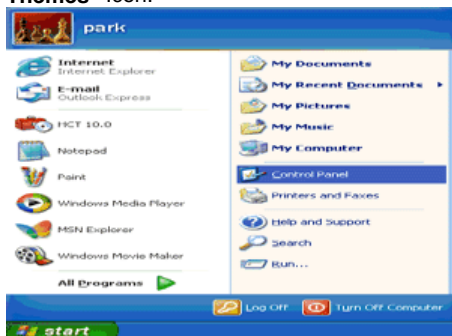 Themes" icon.
park
Internet
Internet Explorer
E-mail
Outlook Express
HCT 10.0
Notepad
Paint
Windows Media Player
MSN Explorer
Windows Movie Maker
All Programs
My Documents
My Recent Documents
My Pictures
My Music
My Computer
Control Panel
Printers and Faxes
Help and Support
Search
Run...
Log Off
Turn Off Computer
start